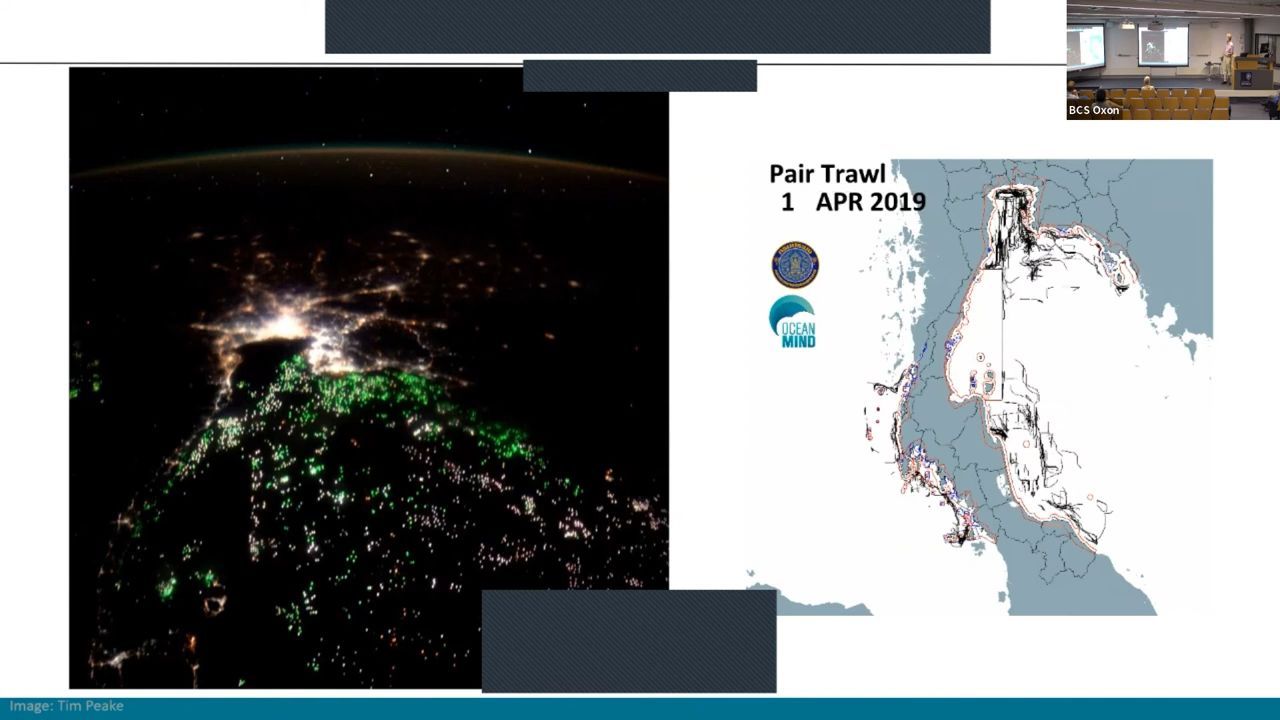 BCS Oxon
Pair Trawl
1 APR 2019
OCEAN
MIND
Image: Tim Peake